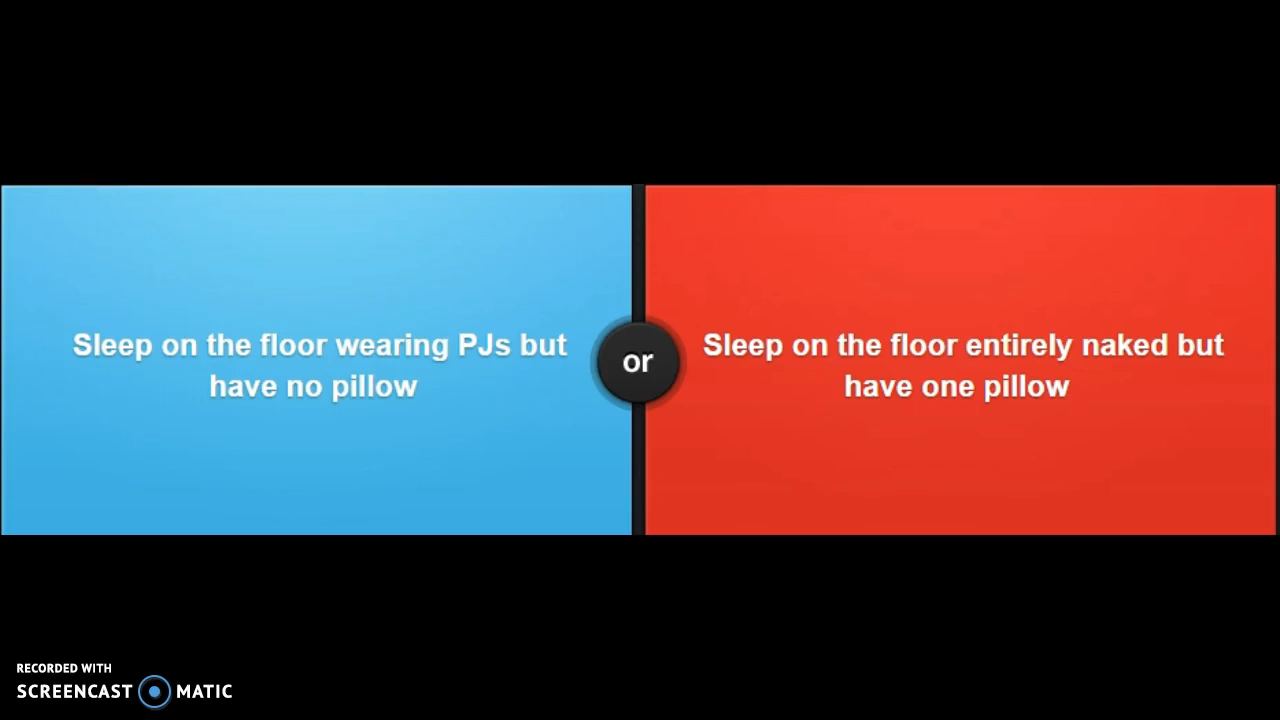 Sleep on the floor wearing PJs but
have no pillow
or
Sleep on the floor entirely naked but
have one pillow
RECORDED WITH
SCREENCAST MATIC